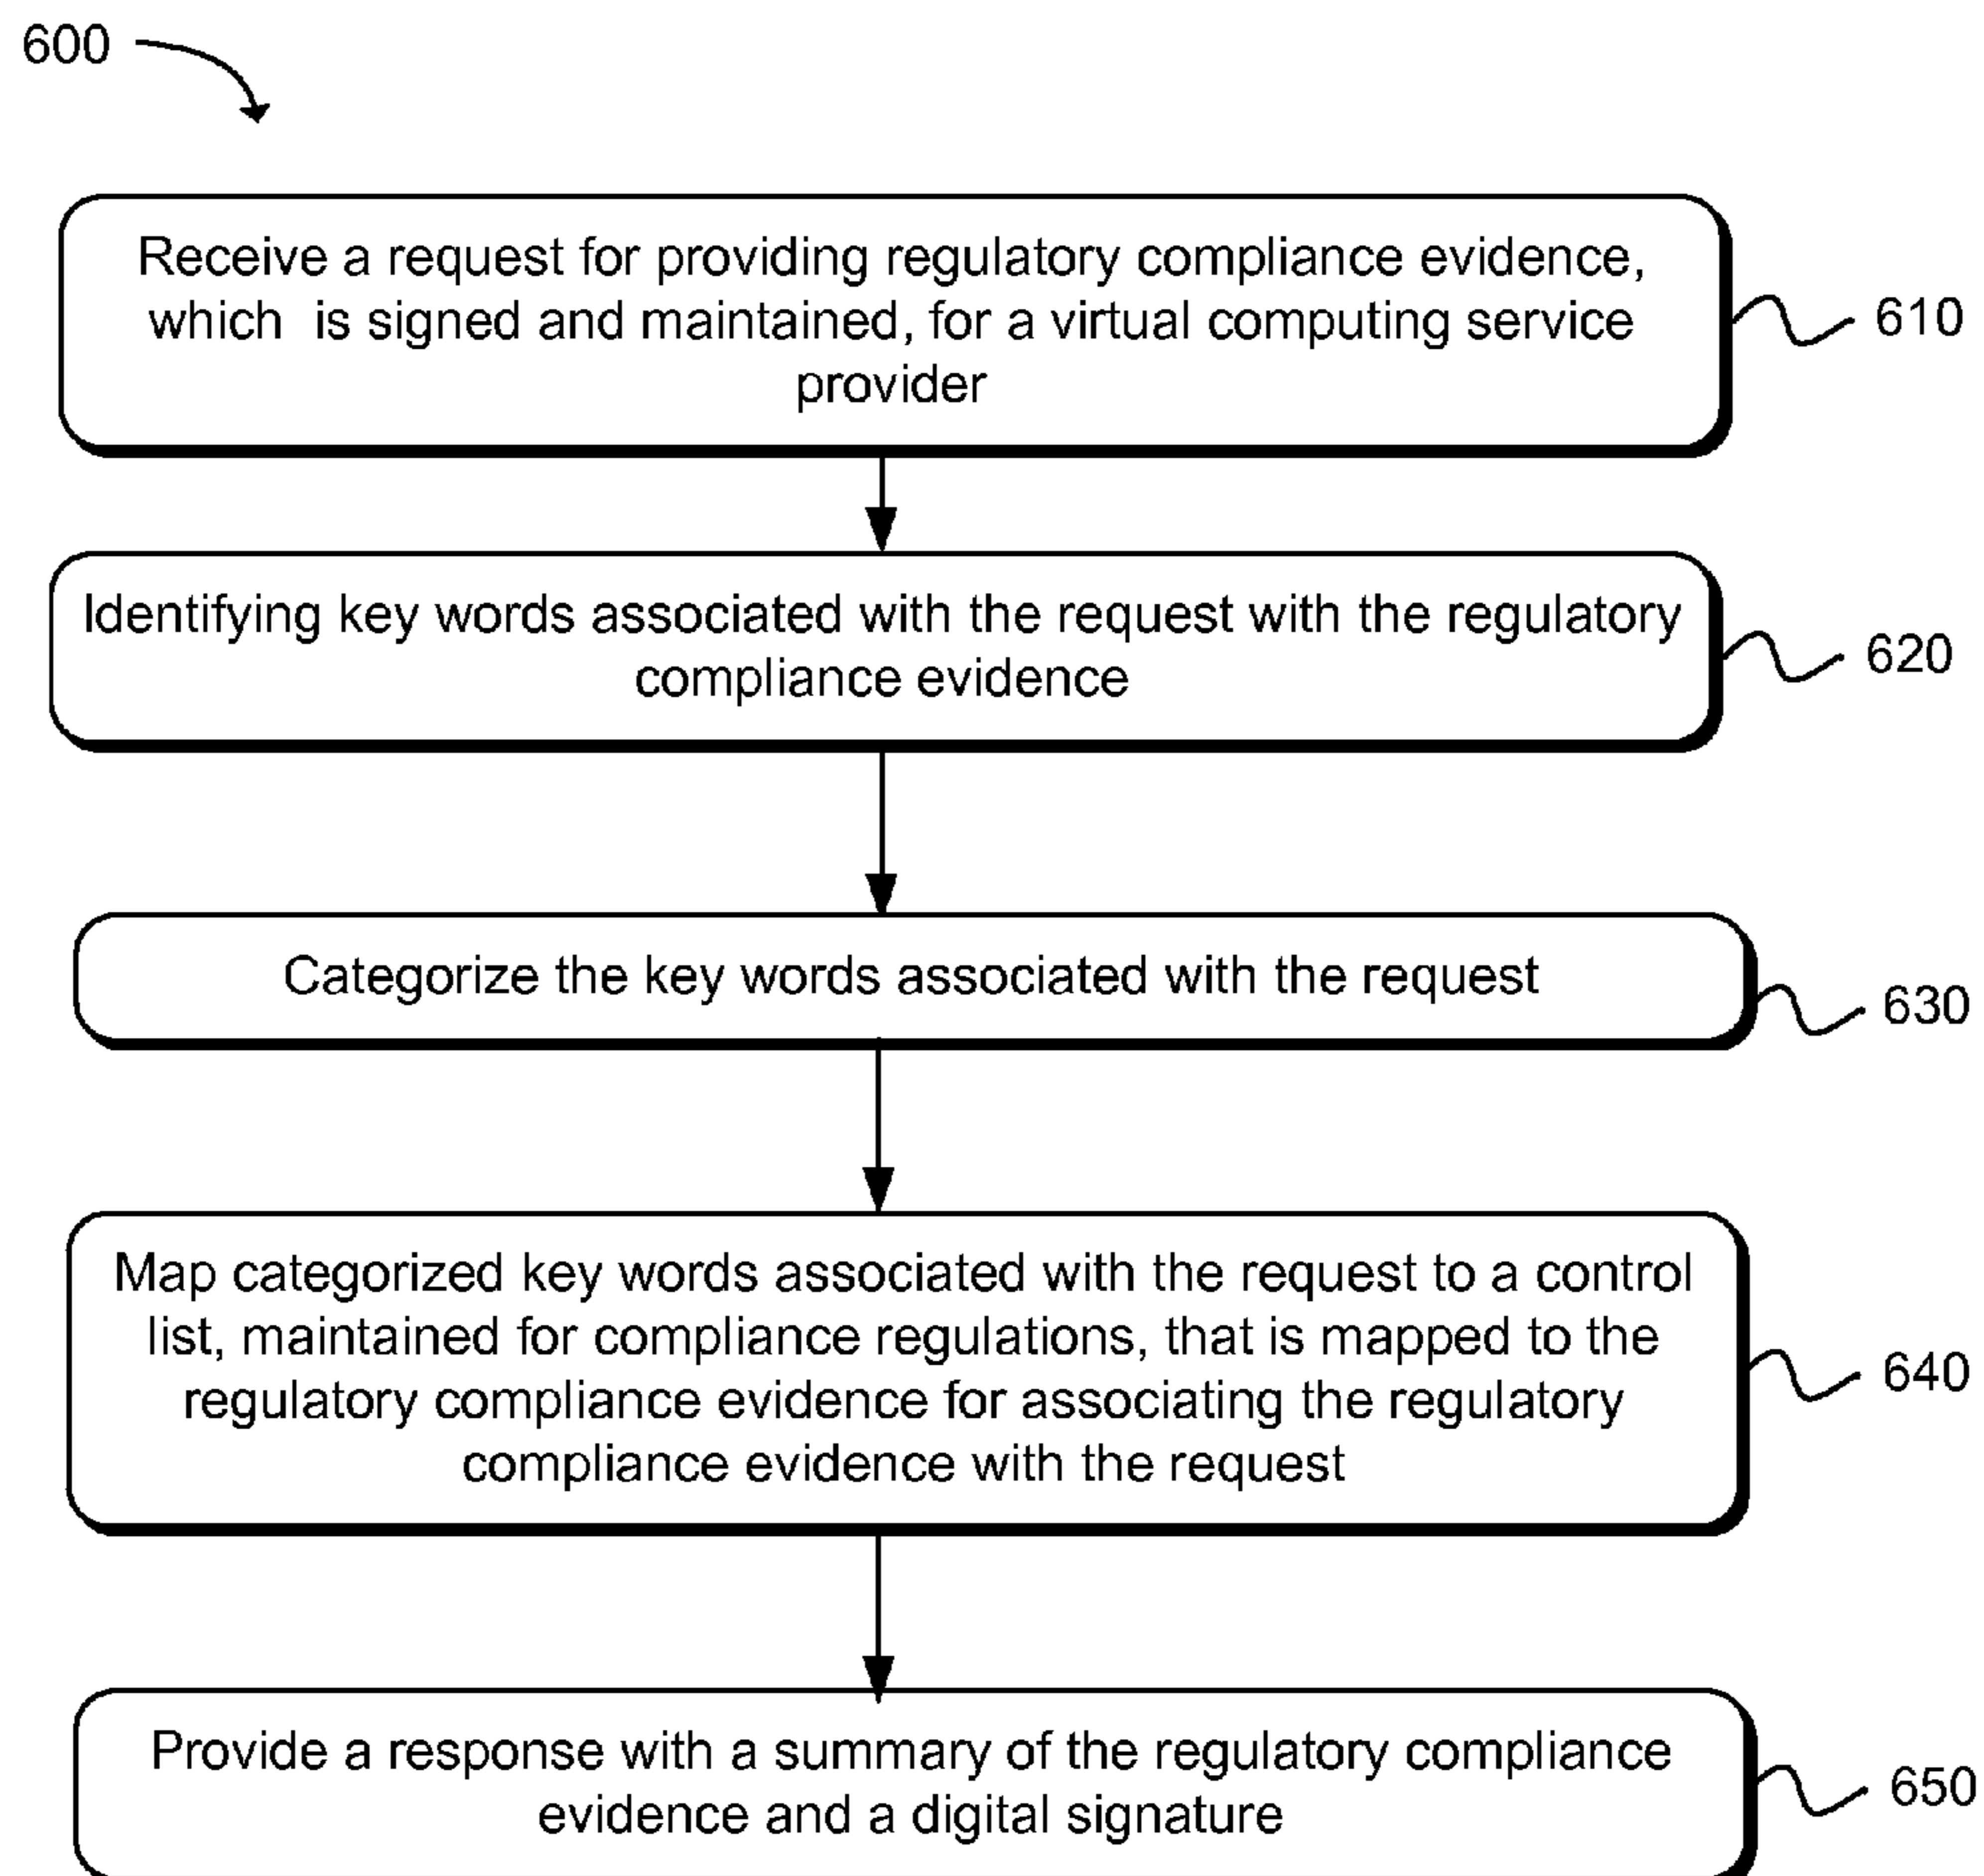 600
Receive a request for providing regulatory compliance evidence,
which is signed and maintained, for a virtual computing service
provider
610
Identifying key words associated with the request with the regulatory
compliance evidence
620
Categorize the key words associated with the request
630
Map categorized key words associated with the request to a control
list, maintained for compliance regulations, that is mapped to the
regulatory compliance evidence for associating the regulatory
compliance evidence with the request
640
Provide a response with a summary of the regulatory compliance
evidence and a digital signature
650